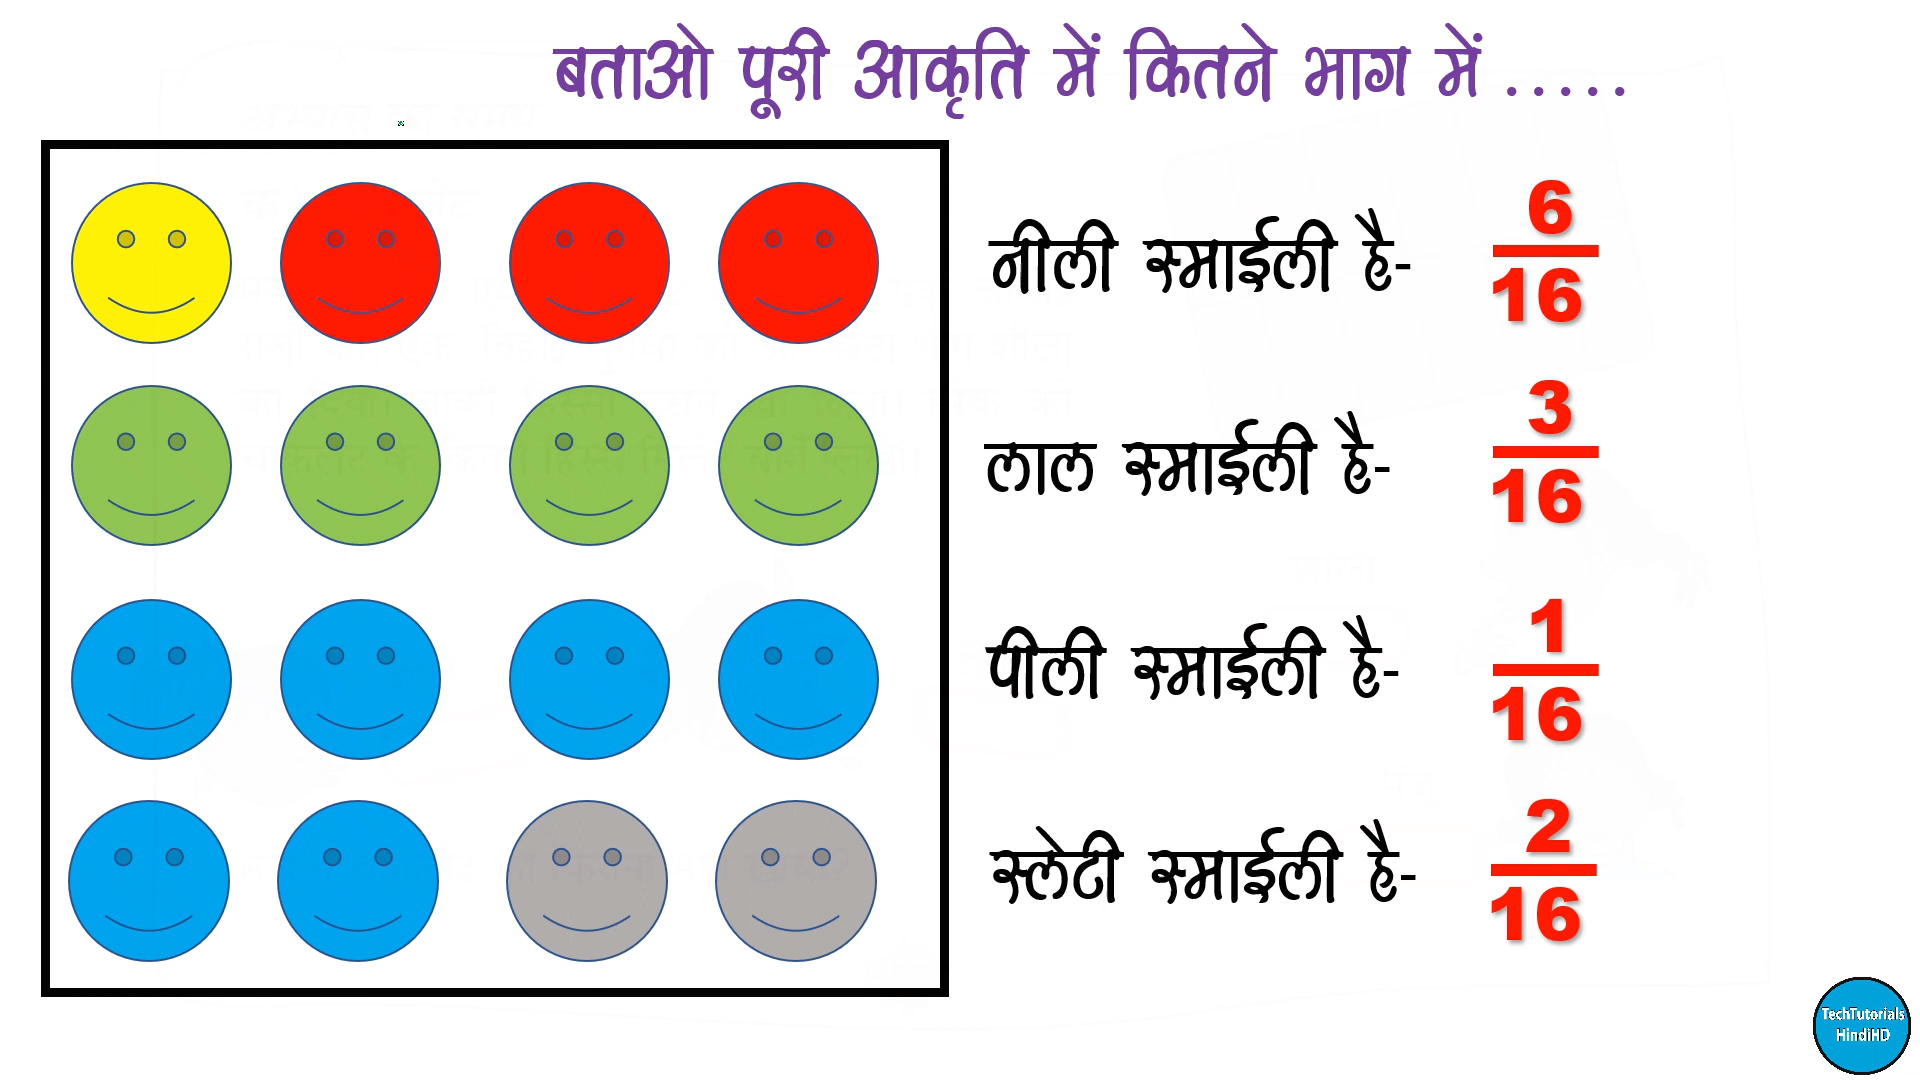 बताओ पूरी आकृति में कितने भाग में .....
नीली स्माईली है-
6
16
लाल स्माईली है-
3
16
पीली स्माईली है-
1
16
स्लेटी स्माईली है-
2
16
TechTutorials
HindiHD